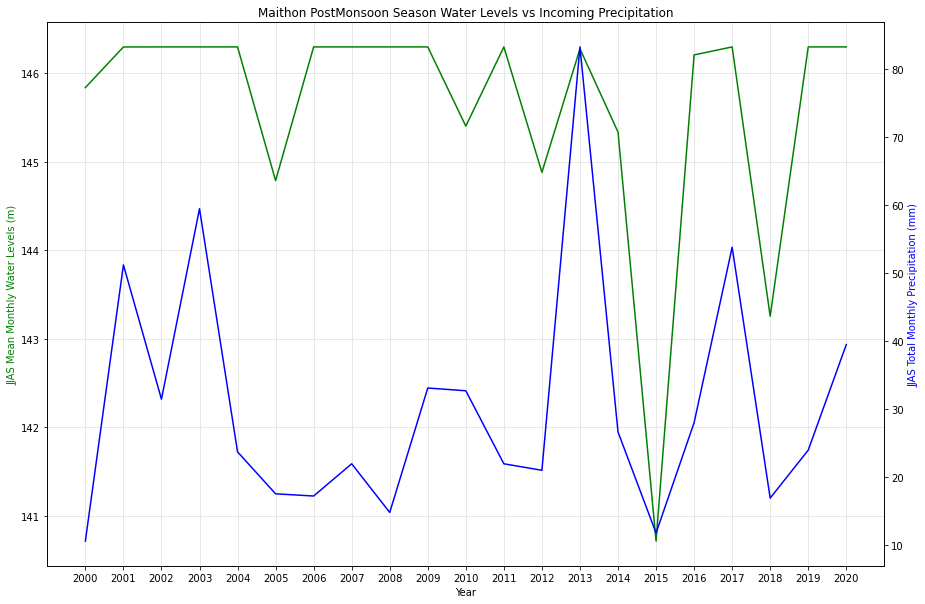 Maithon PostMonsoon Season Water Levels vs Incoming Precipitation
JJAS Mean Monthly Water Levels (m)
146
145
144
143
142
141
80
70
60
50
40
30
20
10
JJAS Total Monthly Precipitation (mm)
2000 2001 2002 2003 2004 2005 2006 2007 2008 2009 2010 2011 2012 2013 2014 2015 2016 2017 2018 2019 2020
Year